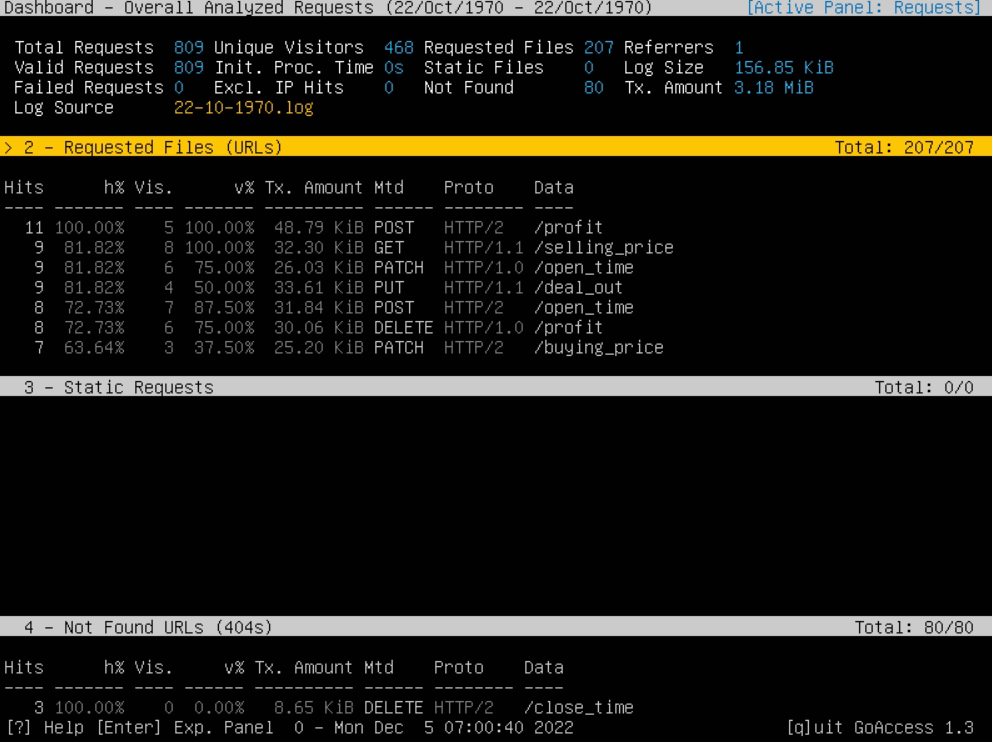 Dashboard - Overall Analyzed Requests (22/Oct/1970 - 22/Oct/1970) [Active Panel: Requests]
Total Requests 809 Unique Visitors 468 Requested Files 207 Referrers 1
Valid Requests 809 Init. Proc. Time 0s Static Files 0 Log Size 156.85 KiB
Failed Requests 0 Excl. IP Hits 0 Not Found 80 Tx. Amount 3.18 MiB
Log Source 22-10-1970.log
> 2 - Requested Files (URLs) Total: 207/207
Hits h% Vis. v% Tx. Amount Mtd Proto Data
---- ------- ---- ------- ---------- ------ -------- ----
11 100.00% 5 100.00% 48.79 KiB POST HTTP/2 /profit
9 81.82% 8 100.00% 32.30 KiB GET HTTP/1.1 /selling_price
9 81.82% 6 75.00% 26.03 KiB PATCH HTTP/1.0 /open_time
9 81.82% 4 50.00% 33.61 KiB PUT HTTP/1.1 /deal_out
8 72.73% 7 87.50% 31.84 KiB POST HTTP/2 /open_time
8 72.73% 6 75.00% 30.06 KiB DELETE HTTP/1.0 /profit
7 63.64% 3 37.50% 25.20 KiB PATCH HTTP/2 /buying_price
3 - Static Requests Total: 0/0
4 - Not Found URLs (404s) Total: 80/80
Hits h% Vis. v% Tx. Amount Mtd Proto Data
---- ------- ---- ------- ---------- ------ -------- ----
3 100.00% 0 0.00% 8.65 KiB DELETE HTTP/2 /close_time
[?] Help [Enter] Exp. Panel 0 - Mon Dec 5 07:00:40 2022 [q]uit GoAccess 1.3